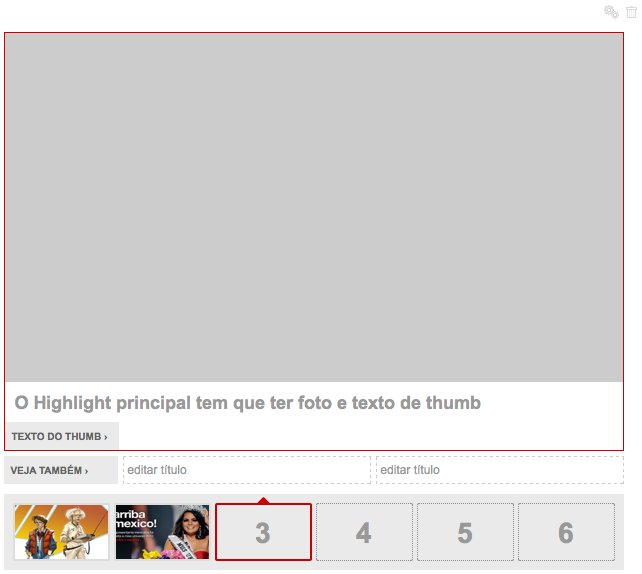 O Highlight principal tem que ter foto e texto de thumb
TEXTO DO THUMB ›
VEJA TAMBÉM › editar título editar título
arriba
mexico!
3 4 5 6